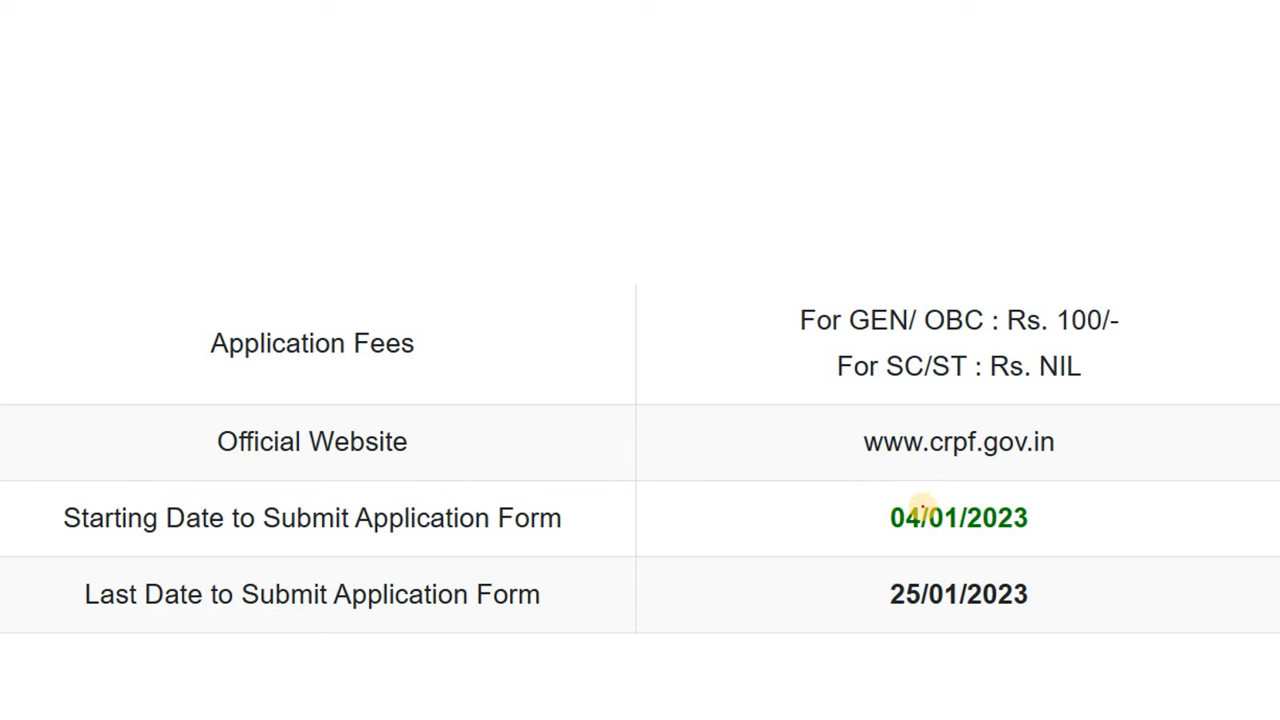 Application Fees
For GEN/ OBC : Rs. 100/-
For SC/ST : Rs. NIL
Official Website
www.crpf.gov.in
Starting Date to Submit Application Form
04/01/2023
Last Date to Submit Application Form
25/01/2023